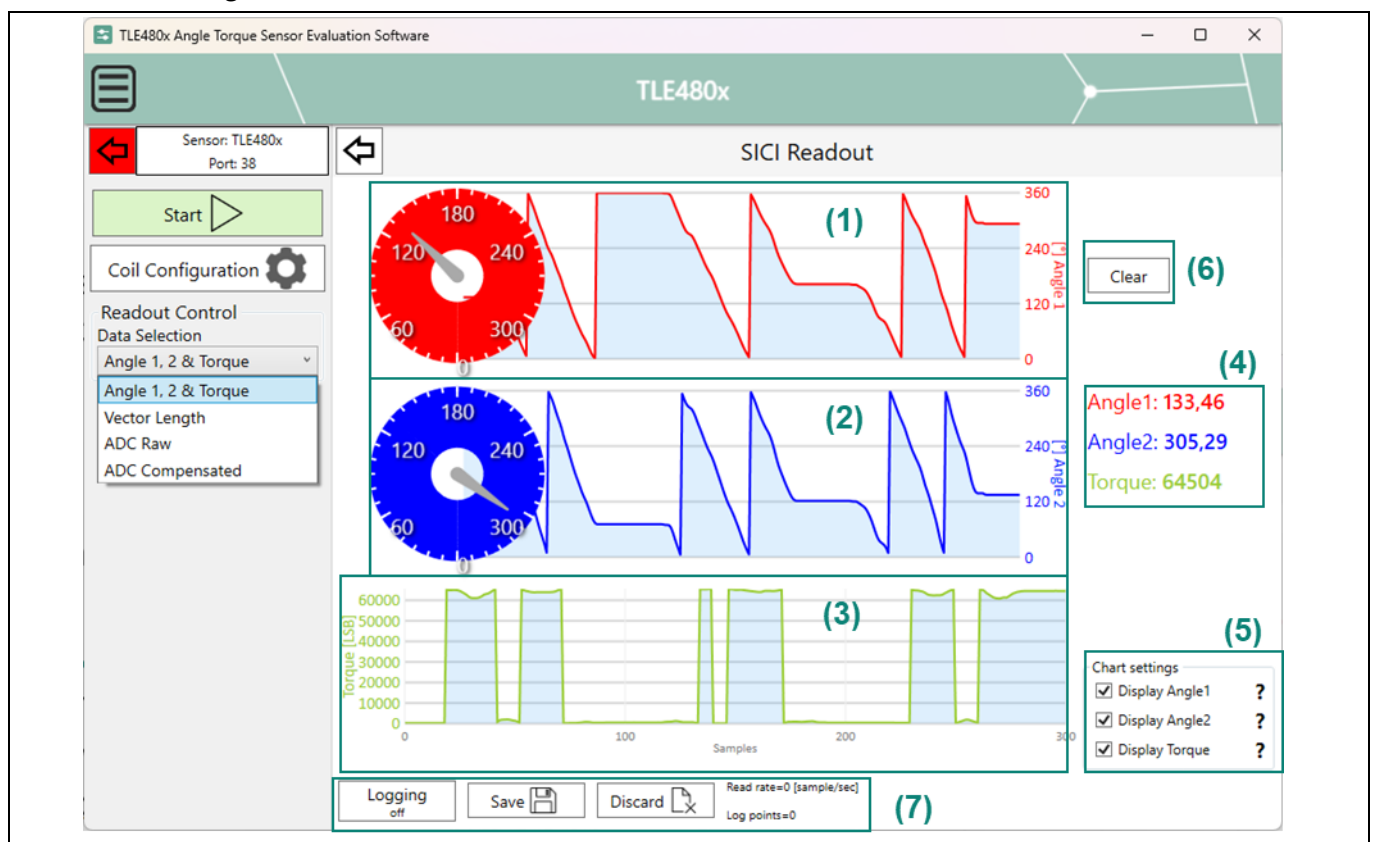 TLE480x Angle Torque Sensor Evaluation Software
TLE480x
Sensor: TLE480x
Port: 38
SICI Readout
Start
Coil Configuration
Readout Control
Data Selection
Angle 1, 2 & Torque
Angle 1, 2 & Torque
Vector Length
ADC Raw
ADC Compensated
180
120
240
60
300
0
(1)
360
240
120
0
[°] Angle 1
180
120
240
60
300
0
(2)
360
240
120
0
[°] Angle 2
Torque [LSB]
60000
50000
40000
30000
20000
10000
0
(3)
0
100
200
300
Samples
Clear
(6)
(4)
Angle1: 133,46
Angle2: 305,29
Torque: 64504
(5)
Chart settings
Display Angle1 ?
Display Angle2 ?
Display Torque ?
Logging
off
Save
Discard
Read rate=0 [sample/sec]
Log points=0
(7)